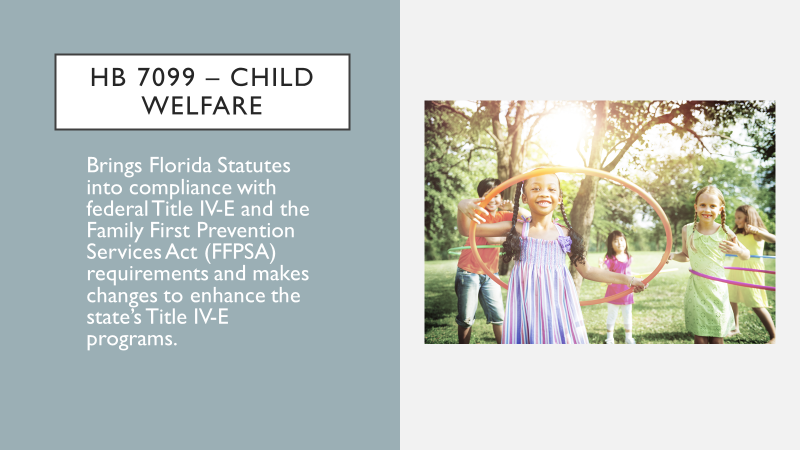 HB 7099 – CHILD
WELFARE
Brings Florida Statutes
into compliance with
federal Title IV-E and the
Family First Prevention
Services Act (FFPSA)
requirements and makes
changes to enhance the
state’s Title IV-E
programs.